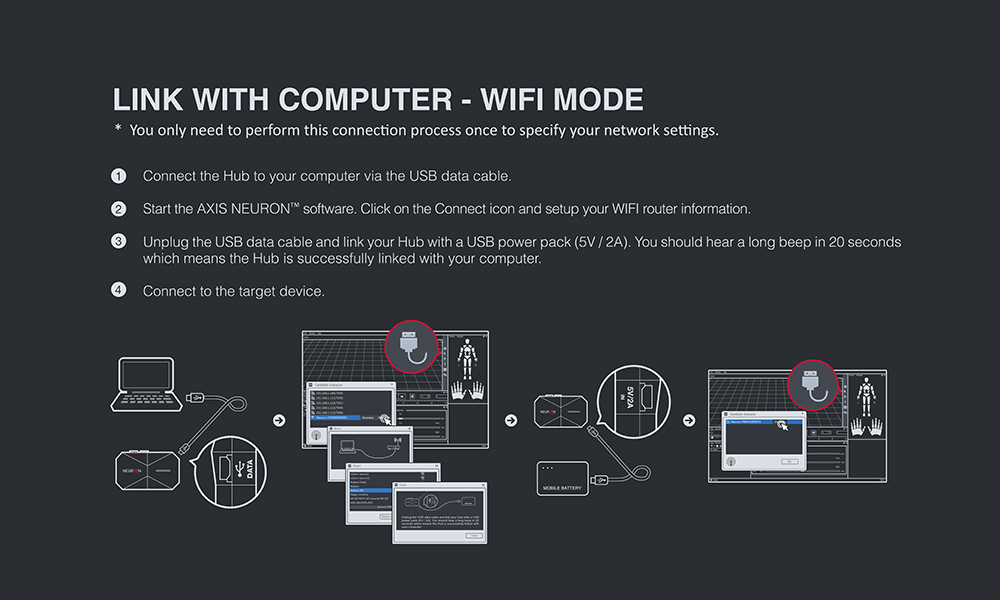 LINK WITH COMPUTER - WIFI MODE
* You only need to perform this connection process once to specify your network settings.
1 Connect the Hub to your computer via the USB data cable.
2 Start the AXIS NEURON™ software. Click on the Connect icon and setup your WIFI router information.
3 Unplug the USB data cable and link your Hub with a USB power pack (5V / 2A). You should hear a long beep in 20 seconds
which means the Hub is successfully linked with your computer.
4 Connect to the target device.
NEURON
DATA
NEURON
5V/2A
IN
MOBILE BATTERY